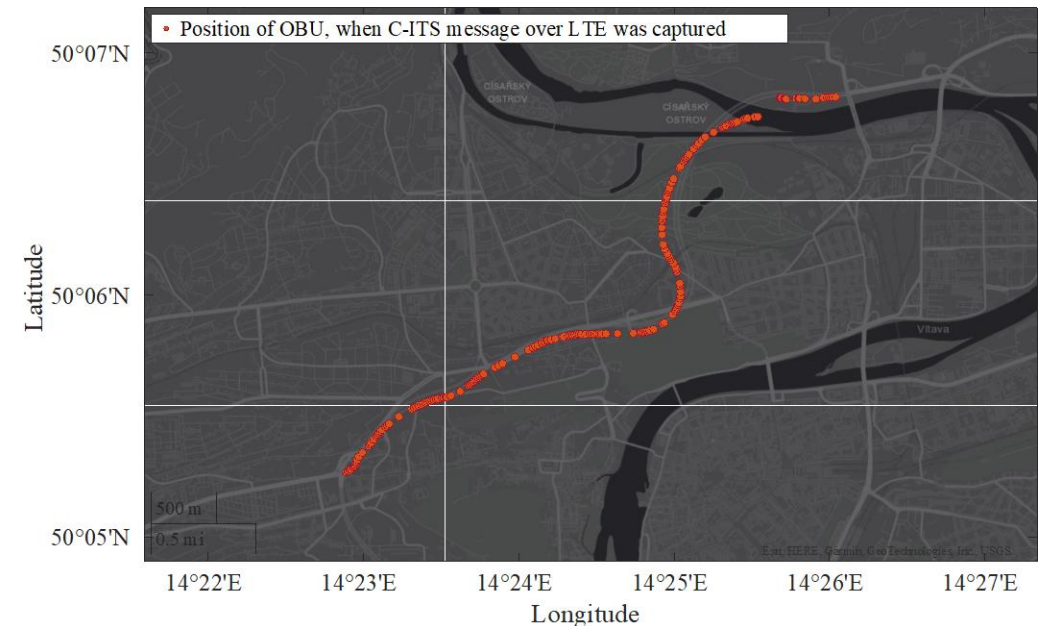 Position of OBU, when C-ITS message over LTE was captured
50°07'N
CÍSAŘSKÝ
OSTROV
CÍSAŘSKÝ
OSTROV
Latitude
50°06'N
Vltava
500 m
0.5 mi
50°05'N
Esri, HERE, Garmin, GeoTechnologies, Inc., USGS
14°22'E
14°23'E
14°24'E
14°25'E
14°26'E
14°27'E
Longitude